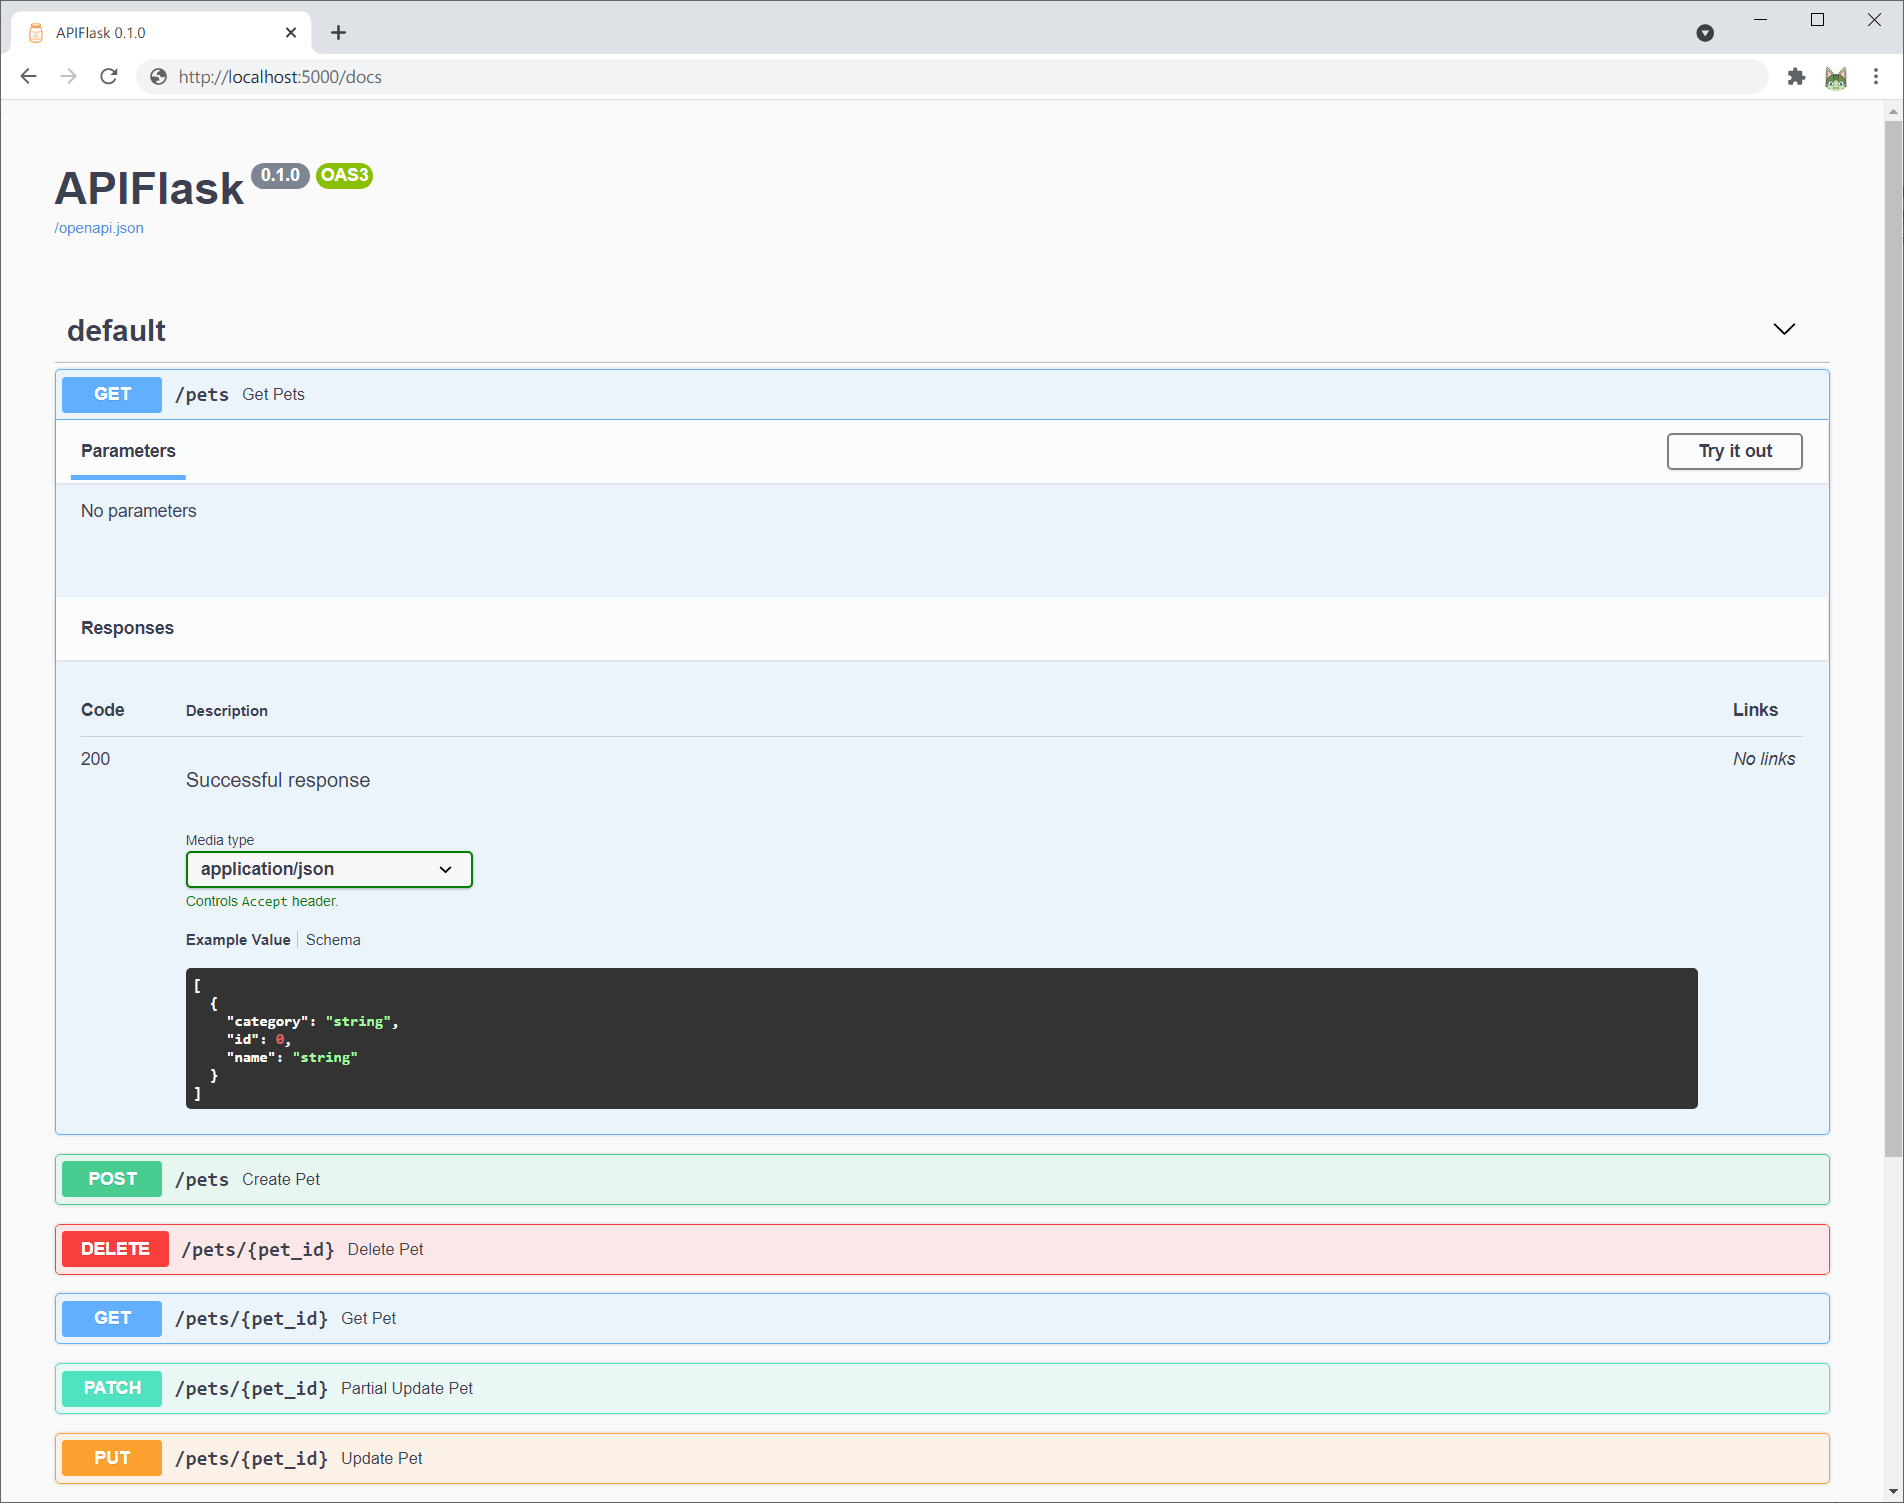 APIFlask 0.1.0
http://localhost:5000/docs
APIFlask 0.1.0 OAS3
/openapi.json
default
GET /pets Get Pets
Parameters Try it out
No parameters
Responses
Code Description Links
200 No links
Successful response
Media type
application/json
Controls Accept header.
Example Value Schema
[
  {
    "category": "string",
    "id": 0,
    "name": "string"
  }
]
POST /pets Create Pet
DELETE /pets/{pet_id} Delete Pet
GET /pets/{pet_id} Get Pet
PATCH /pets/{pet_id} Partial Update Pet
PUT /pets/{pet_id} Update Pet